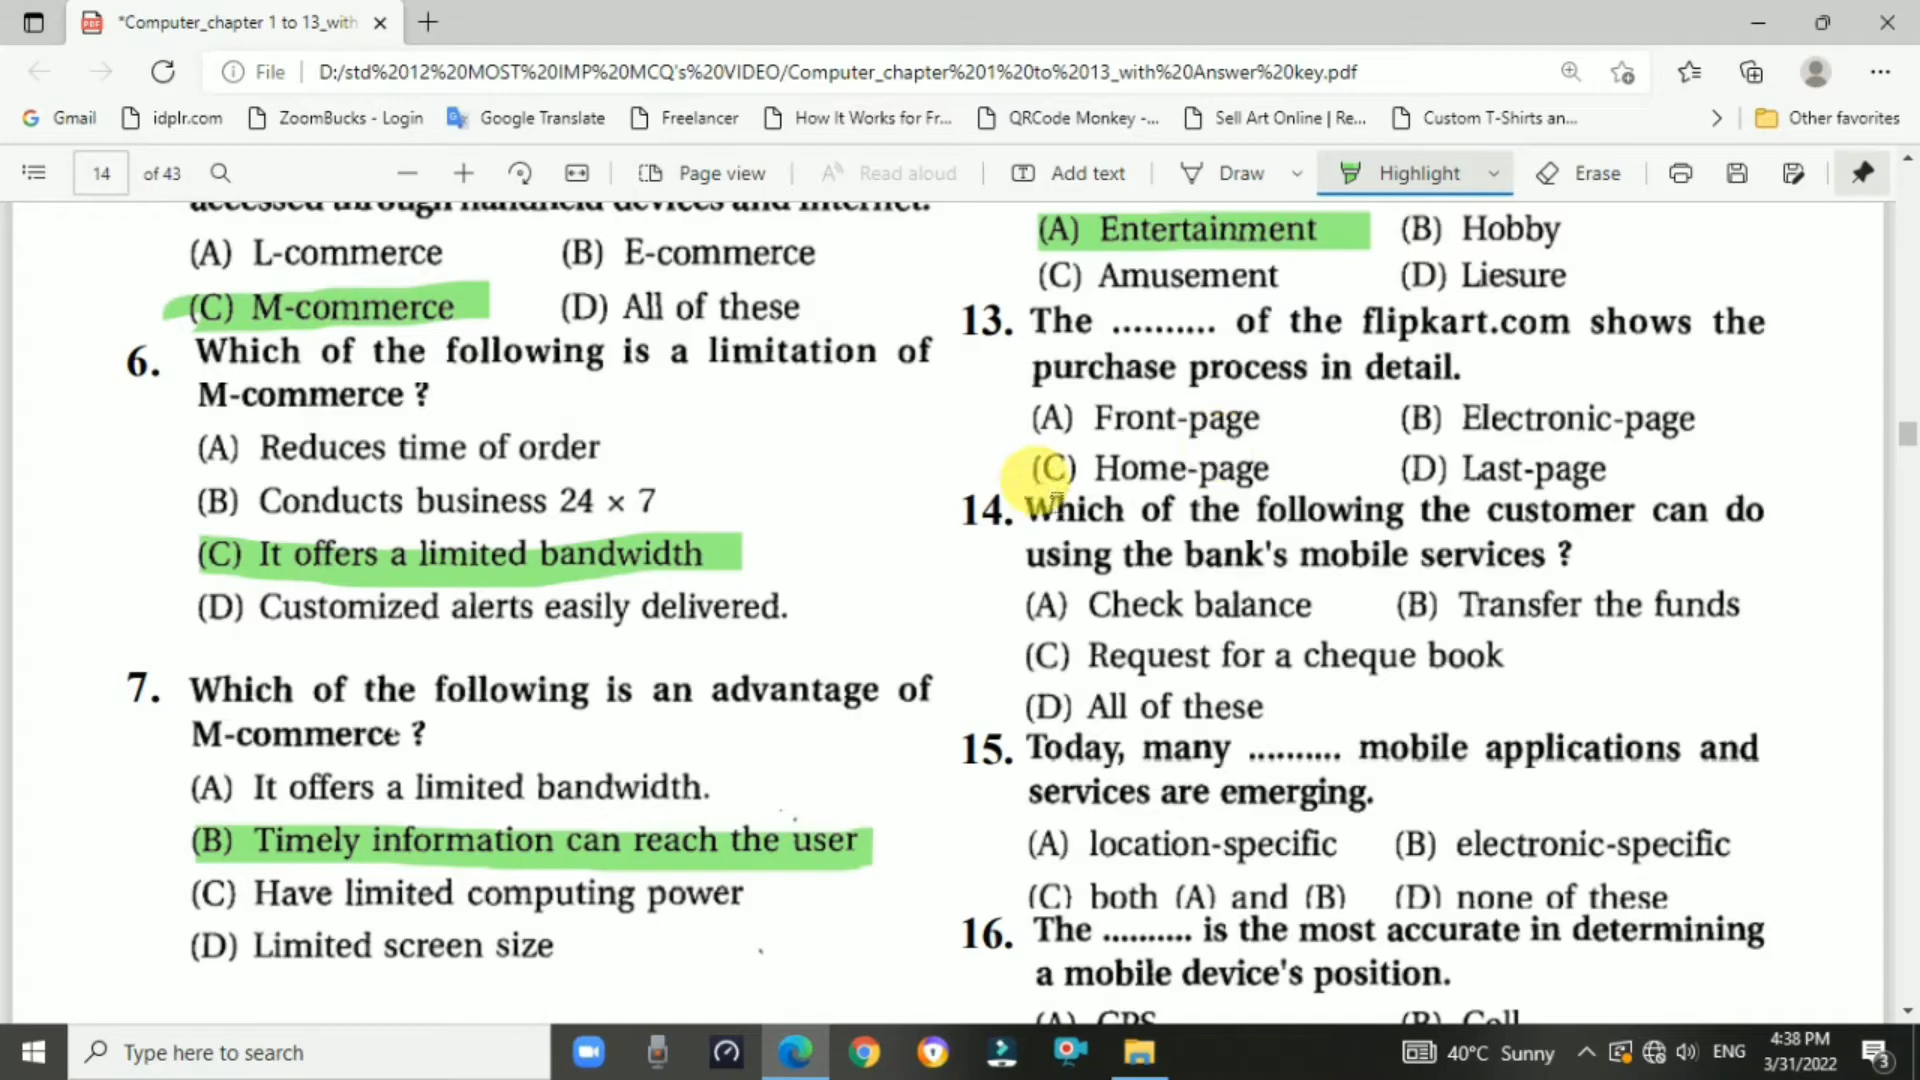 *Computer_chapter 1 to 13_with
File
D:/std%2012%20MOST%20IMP%20MCQ's%20VIDEO/Computer_chapter%201%20to%2013_with%20Answer%20key.pdf
Gmail
idplr.com
ZoomBucks - Login
Google Translate
Freelancer
How It Works for Fr...
QRCode Monkey -...
Sell Art Online | Re...
Custom T-Shirts an...
Other favorites
14 of 43
Page view
Read aloud
Add text
Draw
Highlight
Erase
accessed through handheld devices and internet.
(A) L-commerce (B) E-commerce
(C) M-commerce (D) All of these
6. Which of the following is a limitation of
M-commerce ?
(A) Reduces time of order
(B) Conducts business 24 × 7
(C) It offers a limited bandwidth
(D) Customized alerts easily delivered.
7. Which of the following is an advantage of
M-commerce ?
(A) It offers a limited bandwidth.
(B) Timely information can reach the user
(C) Have limited computing power
(D) Limited screen size
(A) Entertainment (B) Hobby
(C) Amusement (D) Liesure
13. The .......... of the flipkart.com shows the
purchase process in detail.
(A) Front-page (B) Electronic-page
(C) Home-page (D) Last-page
14. Which of the following the customer can do
using the bank's mobile services ?
(A) Check balance (B) Transfer the funds
(C) Request for a cheque book
(D) All of these
15. Today, many .......... mobile applications and
services are emerging.
(A) location-specific (B) electronic-specific
(C) both (A) and (B) (D) none of these
16. The .......... is the most accurate in determining
a mobile device's position.
(A) GPS (B) Cell
Type here to search
40°C Sunny
ENG
4:38 PM
3/31/2022
3